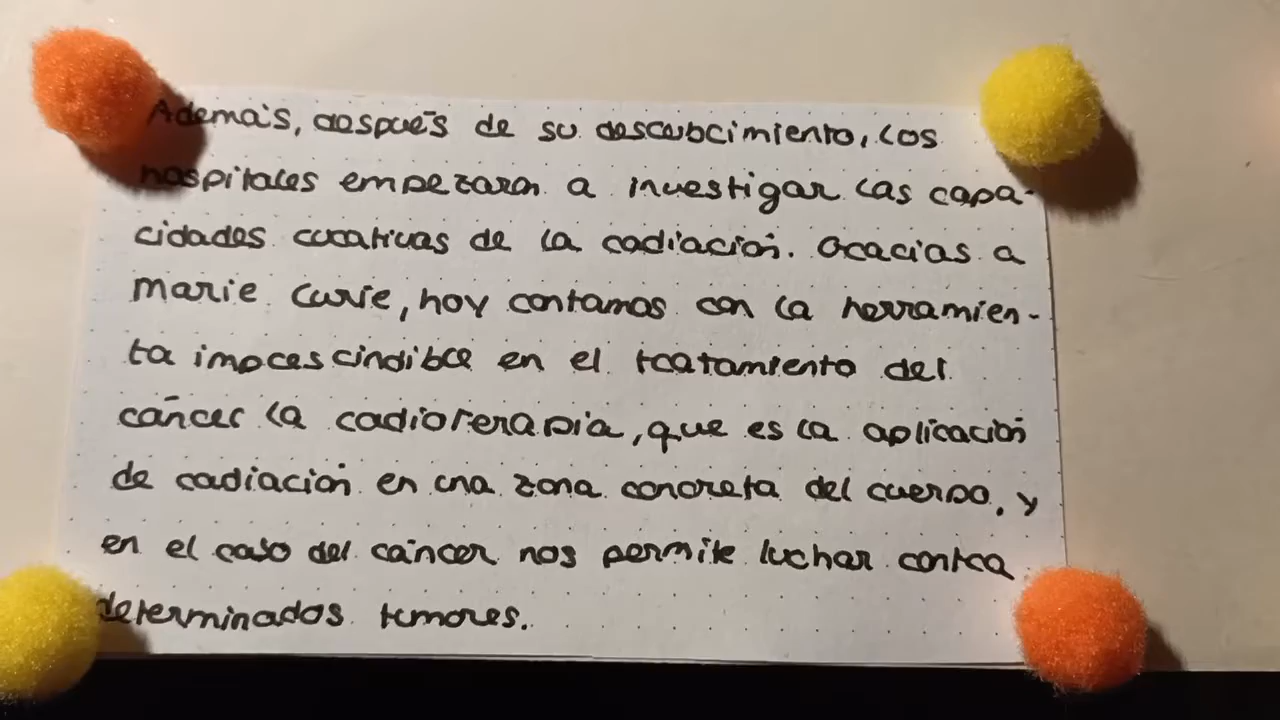 Además, después de su descubrimiento, los
hospitales empezaron a investigar las capa-
cidades curativas de la radiación. Gracias a
Marie Curie, hoy contamos con la herramien-
ta imprescindible en el tratamiento del
cáncer la radioterapia, que es la aplicación
de radiación en una zona concreta del cuerpo, y
en el caso del cáncer nos permite luchar contra
determinados tumores.